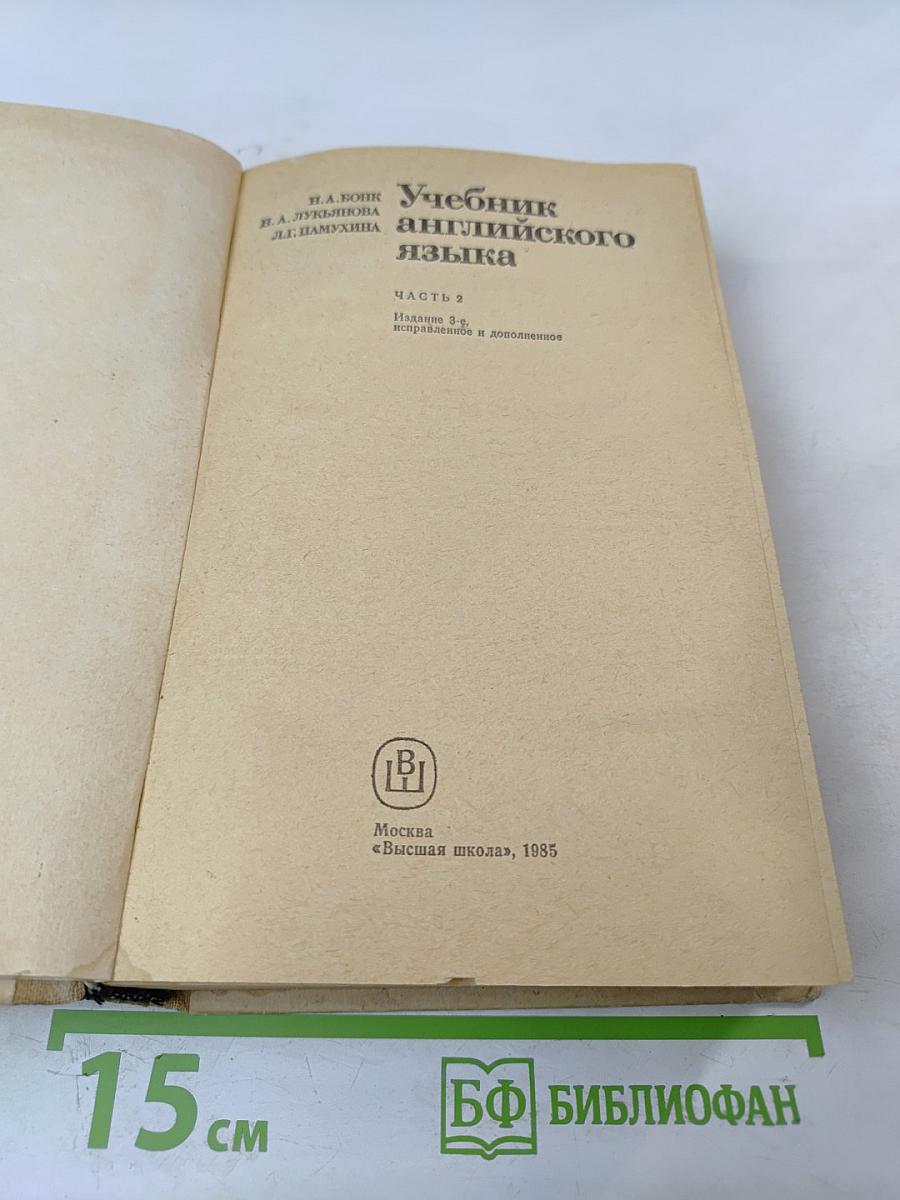 Н. А. БОНК
Н. А. ЛУКЬЯНОВА
Л. Г. ПАМУХИНА
Учебник
английского
языка
ЧАСТЬ 2
Издание 3-е,
исправленное и дополненное
ВШ
Москва
«Высшая школа», 1985
15 см
БФ БИБЛИОФАН